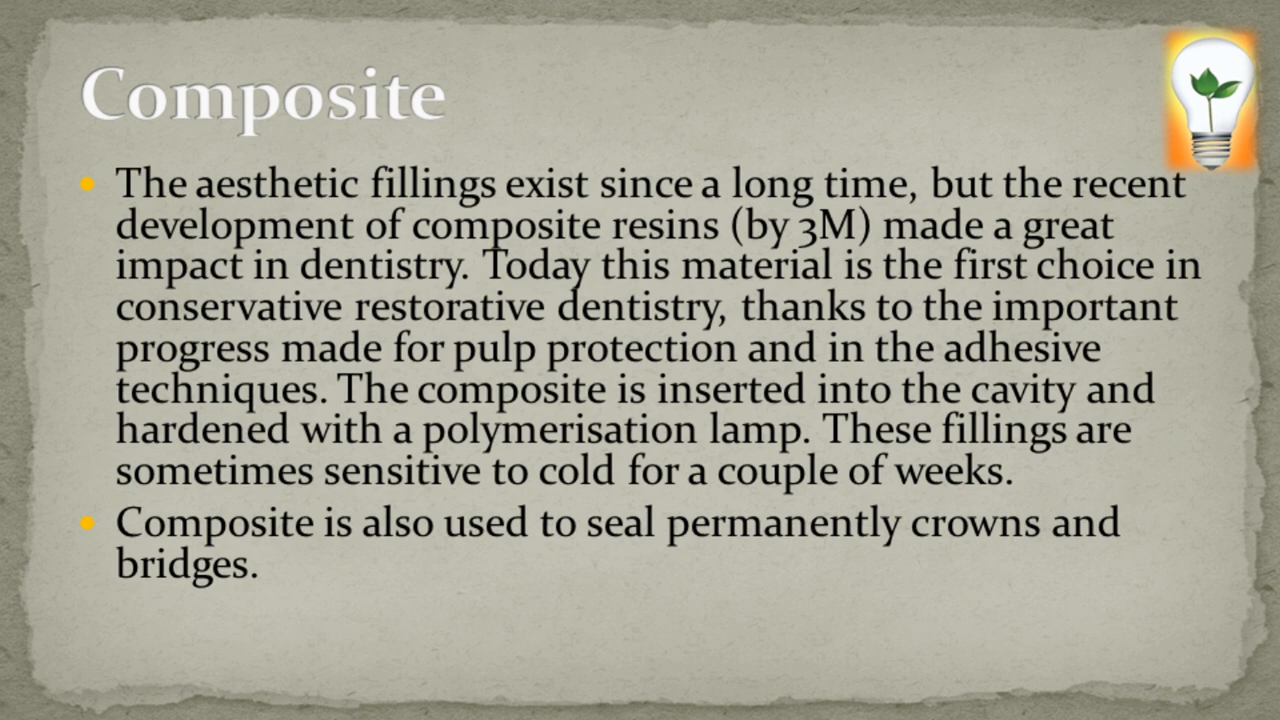 Composite
• The aesthetic fillings exist since a long time, but the recent
development of composite resins (by 3M) made a great
impact in dentistry. Today this material is the first choice in
conservative restorative dentistry, thanks to the important
progress made for pulp protection and in the adhesive
techniques. The composite is inserted into the cavity and
hardened with a polymerisation lamp. These fillings are
sometimes sensitive to cold for a couple of weeks.
• Composite is also used to seal permanently crowns and
bridges.